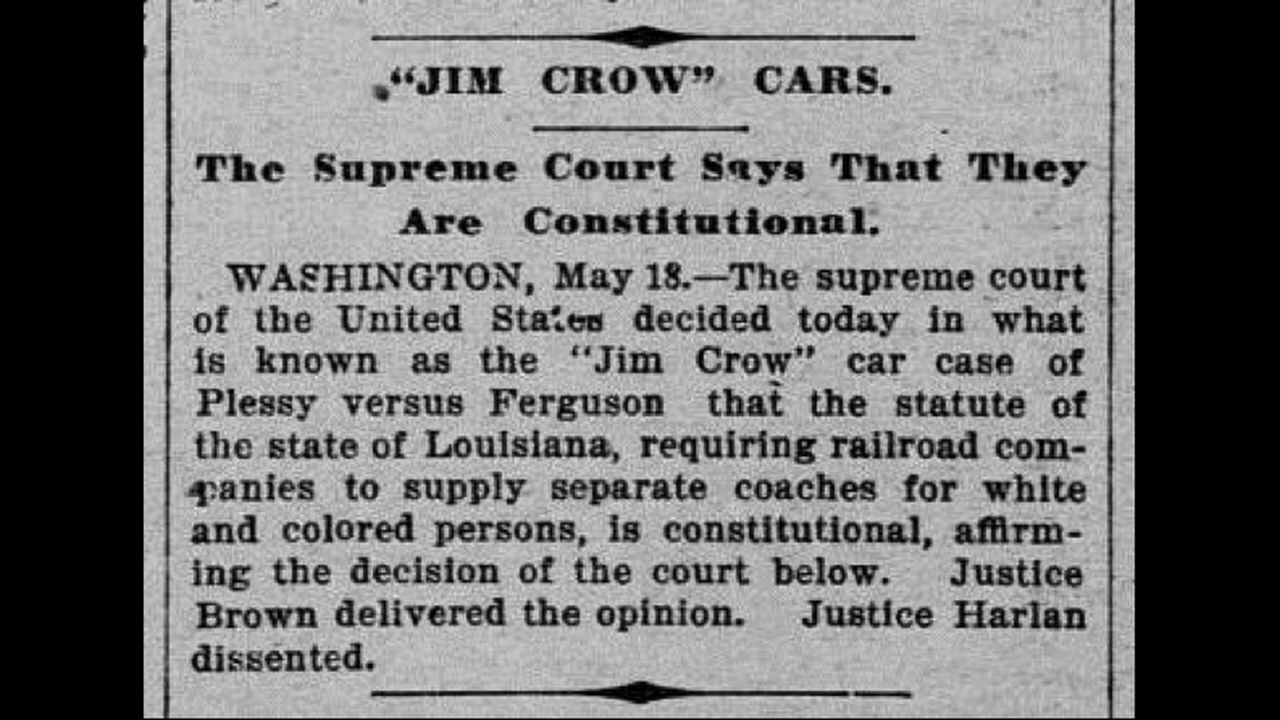 "JIM CROW" CARS.
The Supreme Court Says That They
Are Constitutional.
WASHINGTON, May 18.—The supreme court
of the United States decided today in what
is known as the "Jim Crow" car case of
Plessy versus Ferguson that the statute of
the state of Louisiana, requiring railroad com-
panies to supply separate coaches for white
and colored persons, is constitutional, affirm-
ing the decision of the court below. Justice
Brown delivered the opinion. Justice Harlan
dissented.